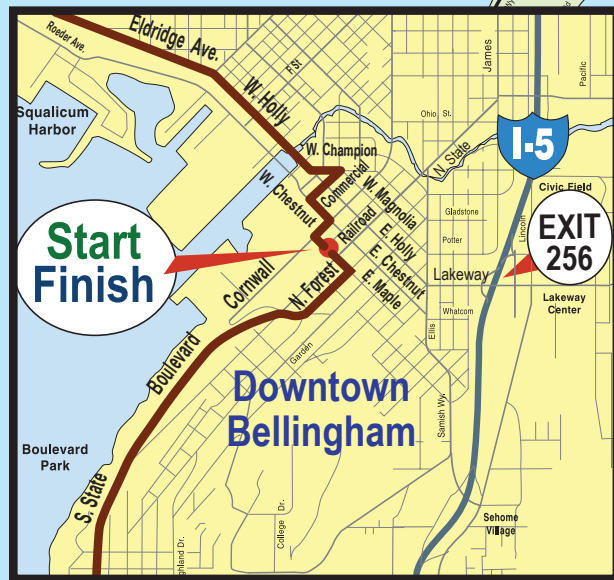 Eldridge Ave.
Roeder Ave.
F St
James
Pacific
W. Holly
Squalicum
Harbor
Ohio St.
N. State
I-5
W. Champion
Commercial
W. Chestnut
W. Magnolia
Railroad
E. Holly
E. Chestnut
E. Maple
Civic Field
Gladstone
Lincoln
Potter
EXIT
256
Start
Finish
Cornwall
N. Forest
Lakeway
Lakeway
Center
Whatcom
Ellis
Garden
Boulevard
Downtown
Bellingham
Samish Wy.
Boulevard
Park
S. State
College Dr.
Sehome
Village
ghland Dr.